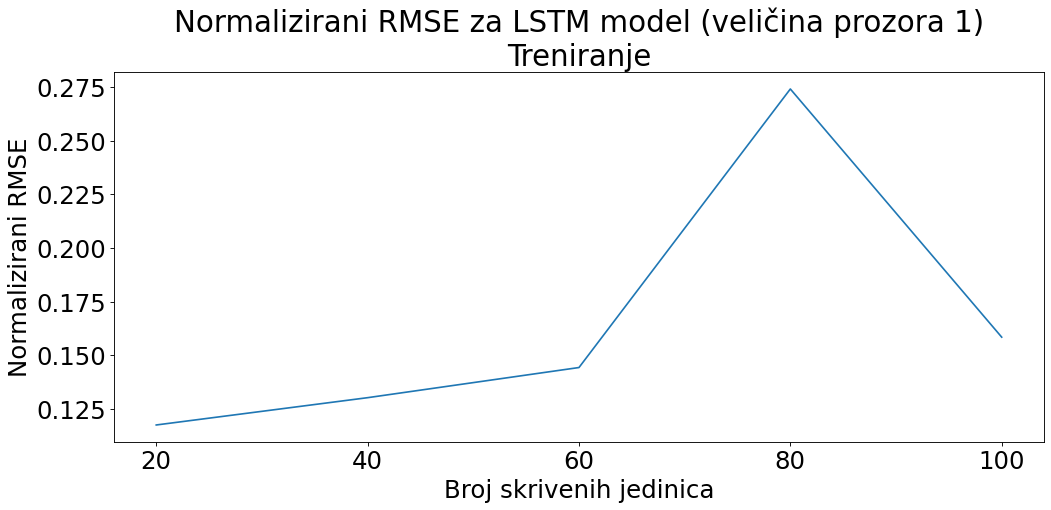 Normalizirani RMSE za LSTM model (veličina prozora 1)
Treniranje
Normalizirani RMSE
0.275
0.250
0.225
0.200
0.175
0.150
0.125
20 40 60 80 100
Broj skrivenih jedinica